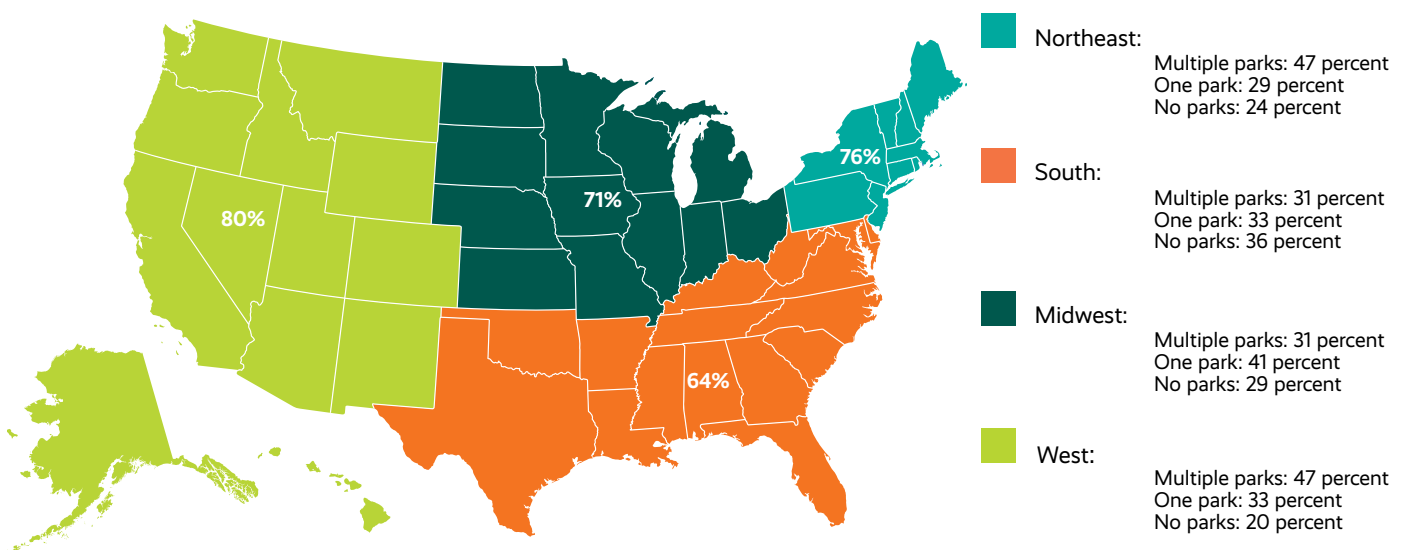 80%
71%
76%
64%
Northeast:
Multiple parks: 47 percent
One park: 29 percent
No parks: 24 percent
South:
Multiple parks: 31 percent
One park: 33 percent
No parks: 36 percent
Midwest:
Multiple parks: 31 percent
One park: 41 percent
No parks: 29 percent
West:
Multiple parks: 47 percent
One park: 33 percent
No parks: 20 percent